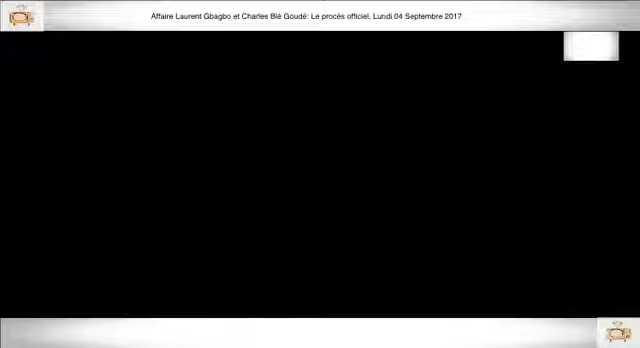 Affaire Laurent Gbagbo et Charles Blé Goudé: Le procès officiel, Lundi 04 Septembre 2017